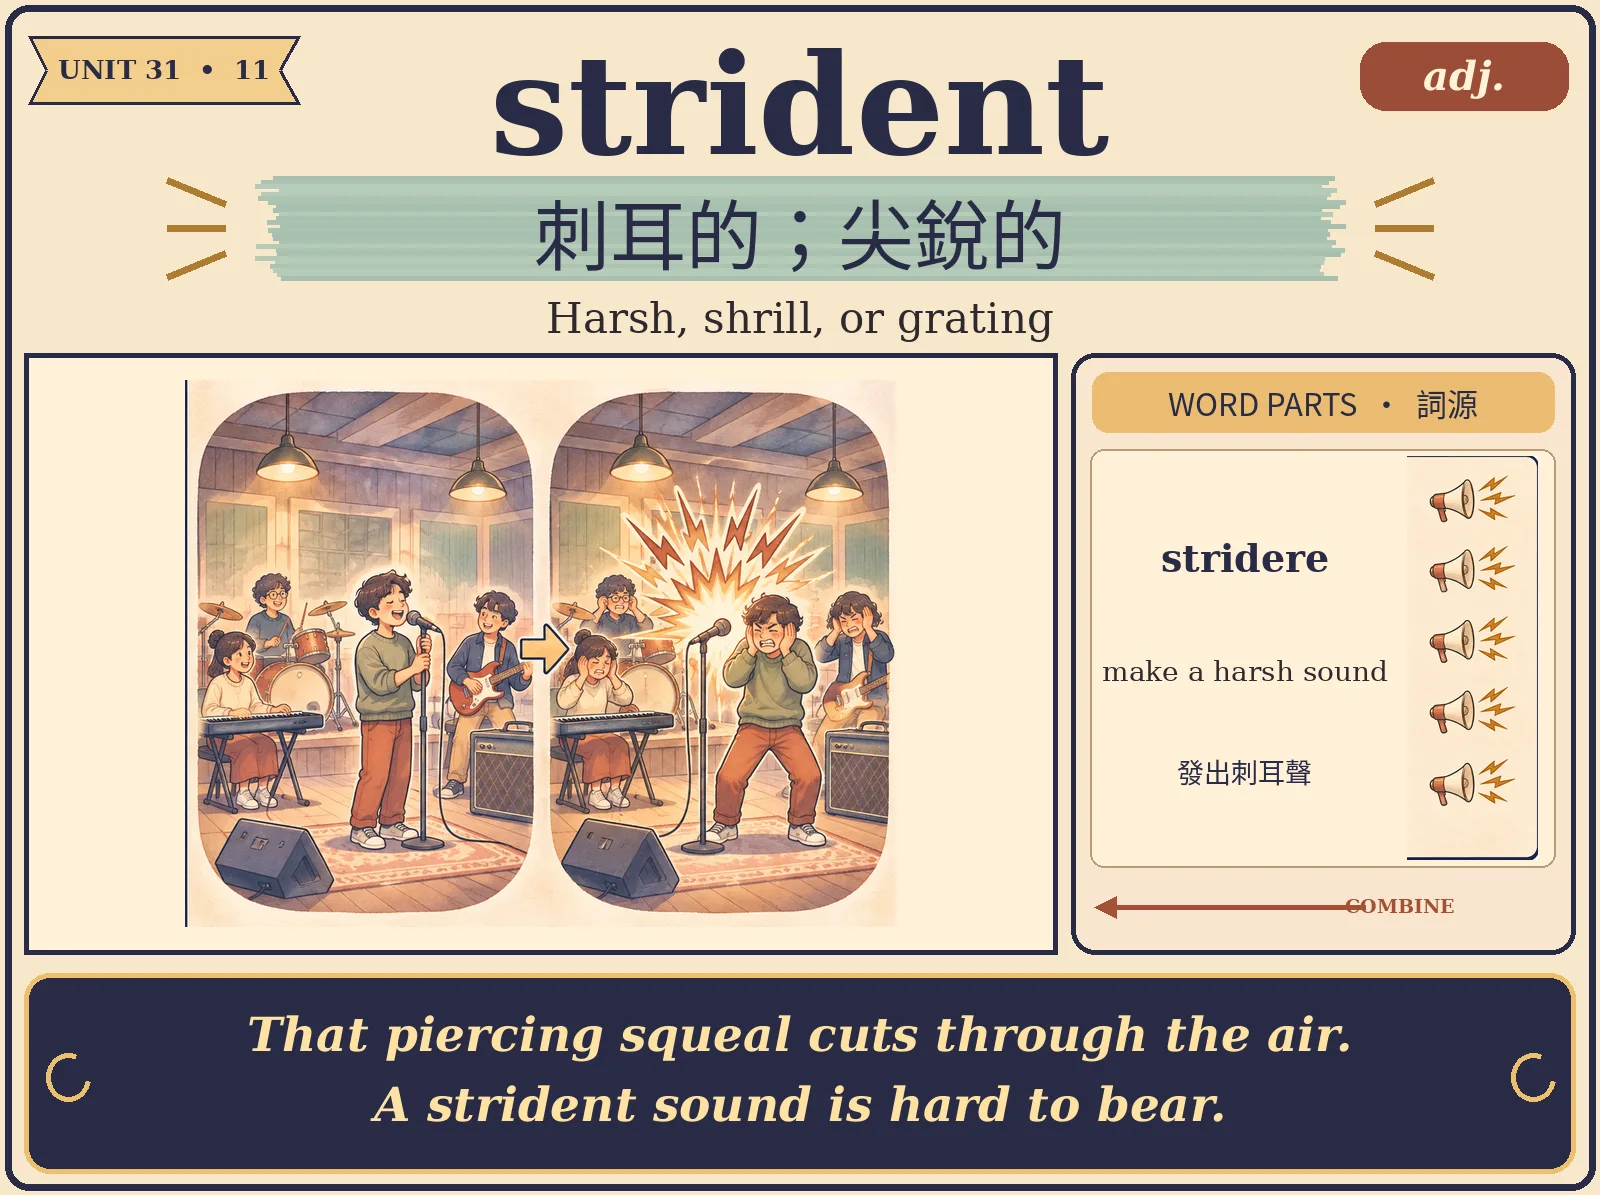 UNIT 31 • 11
strident
adj.
刺耳的；尖銳的
Harsh, shrill, or grating
WORD PARTS • 詞源
stridere
make a harsh sound
發出刺耳聲
COMBINE
That piercing squeal cuts through the air.
A strident sound is hard to bear.